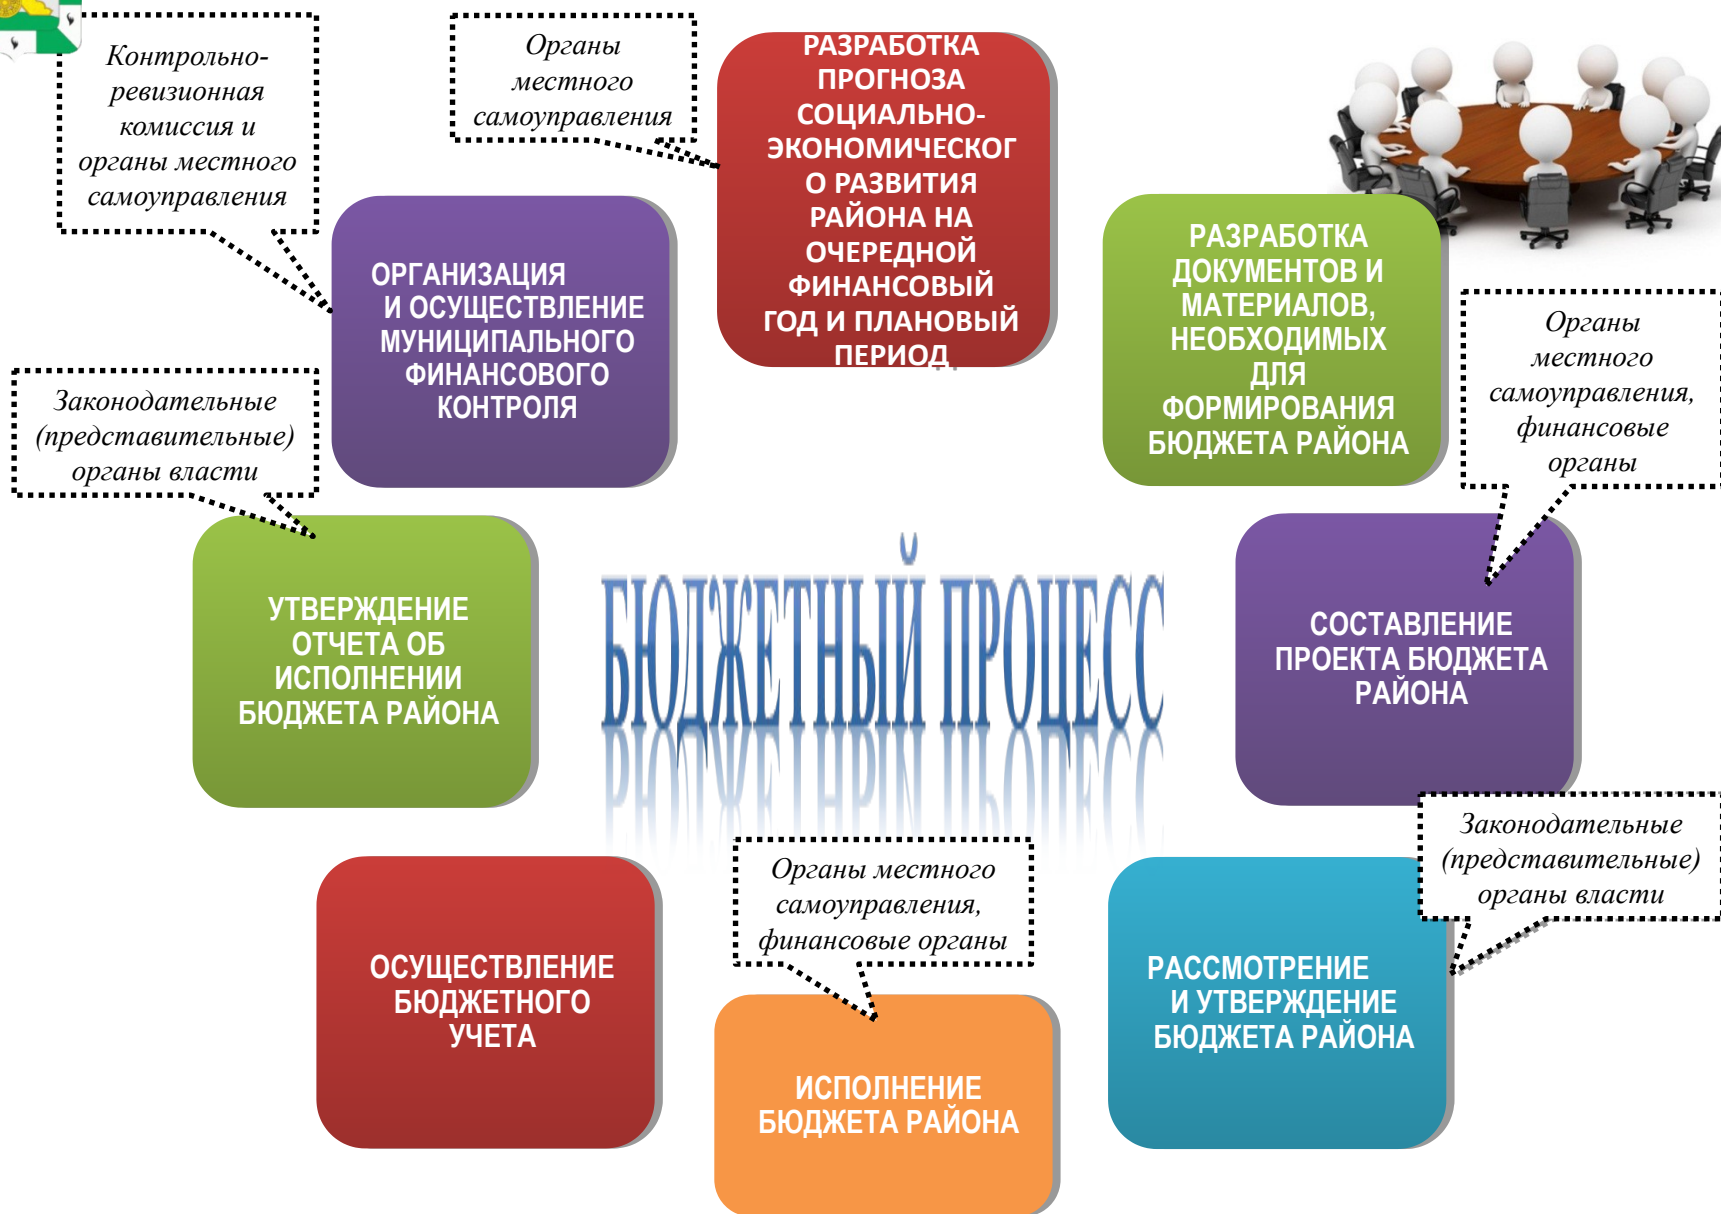 Контрольно-
ревизионная
комиссия и
органы местного
самоуправления
Органы
местного
самоуправления
РАЗРАБОТКА
ПРОГНОЗА
СОЦИАЛЬНО-
ЭКОНОМИЧЕСКОГ
О РАЗВИТИЯ
РАЙОНА НА
ОЧЕРЕДНОЙ
ФИНАНСОВЫЙ
ГОД И ПЛАНОВЫЙ
ПЕРИОД
РАЗРАБОТКА
ДОКУМЕНТОВ И
МАТЕРИАЛОВ,
НЕОБХОДИМЫХ
ДЛЯ
ФОРМИРОВАНИЯ
БЮДЖЕТА РАЙОНА
ОРГАНИЗАЦИЯ
И ОСУЩЕСТВЛЕНИЕ
МУНИЦИПАЛЬНОГО
ФИНАНСОВОГО
КОНТРОЛЯ
Органы
местного
самоуправления,
финансовые
органы
Законодательные
(представительные)
органы власти
УТВЕРЖДЕНИЕ
ОТЧЕТА ОБ
ИСПОЛНЕНИИ
БЮДЖЕТА РАЙОНА
БЮДЖЕТНЫЙ ПРОЦЕСС
СОСТАВЛЕНИЕ
ПРОЕКТА БЮДЖЕТА
РАЙОНА
Законодательные
(представительные)
органы власти
Органы местного
самоуправления,
финансовые органы
ОСУЩЕСТВЛЕНИЕ
БЮДЖЕТНОГО
УЧЕТА
РАССМОТРЕНИЕ
И УТВЕРЖДЕНИЕ
БЮДЖЕТА РАЙОНА
ИСПОЛНЕНИЕ
БЮДЖЕТА РАЙОНА